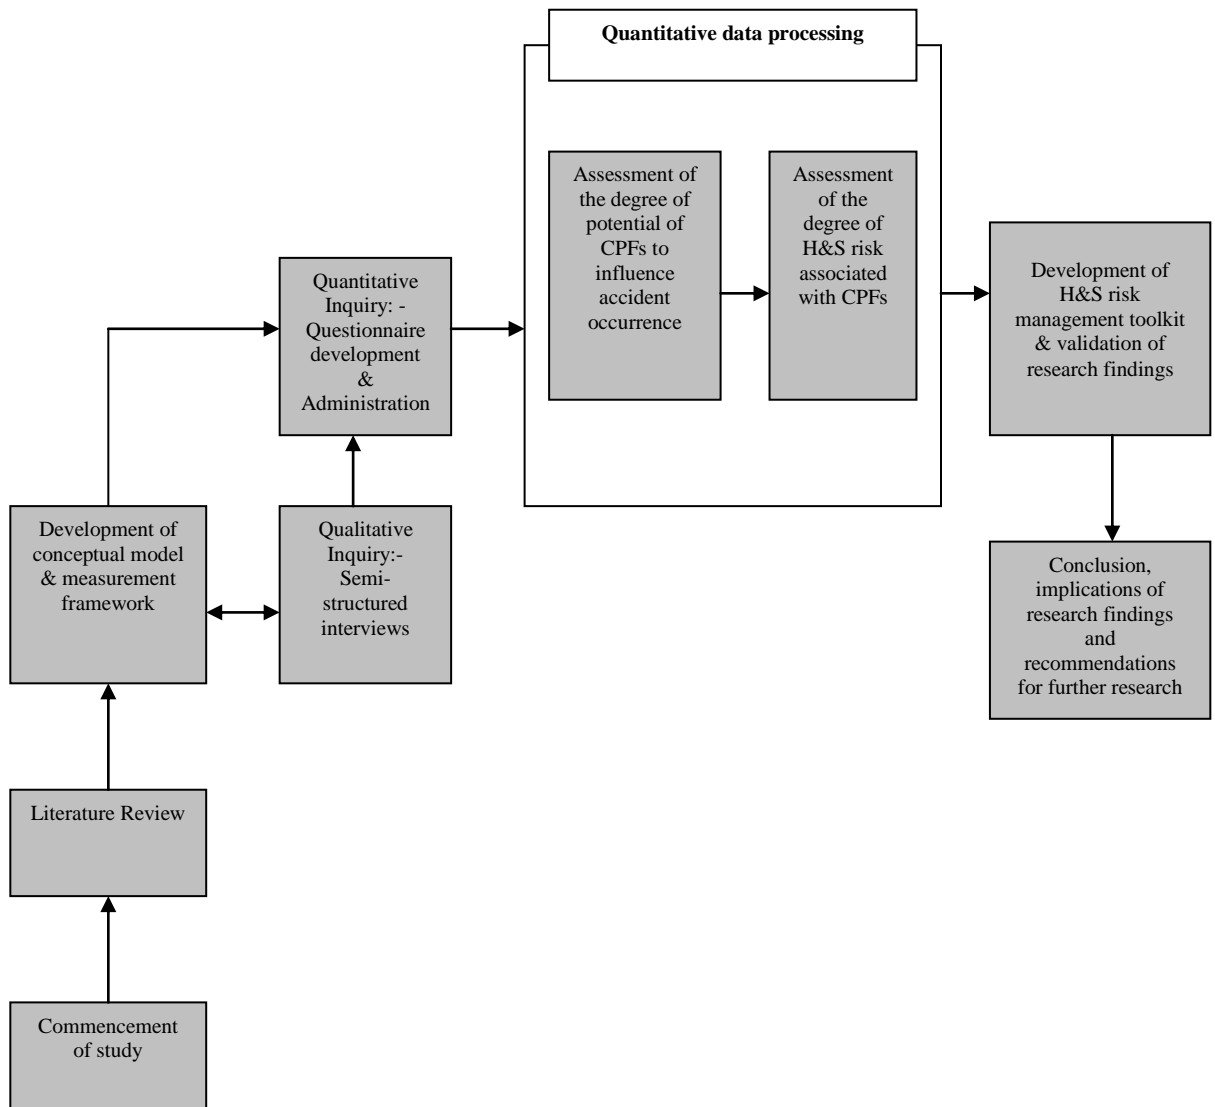 Quantitative data processing
Assessment of
the degree of
potential of
CPFs to
influence
accident
occurrence
Assessment
of the
degree of
H&S risk
associated
with CPFs
Quantitative
Inquiry: -
Questionnaire
development
&
Administration
Development of
H&S risk
management toolkit
& validation of
research findings
Development of
conceptual model
& measurement
framework
Qualitative
Inquiry:-
Semi-
structured
interviews
Conclusion,
implications of
research findings
and
recommendations
for further research
Literature Review
Commencement
of study